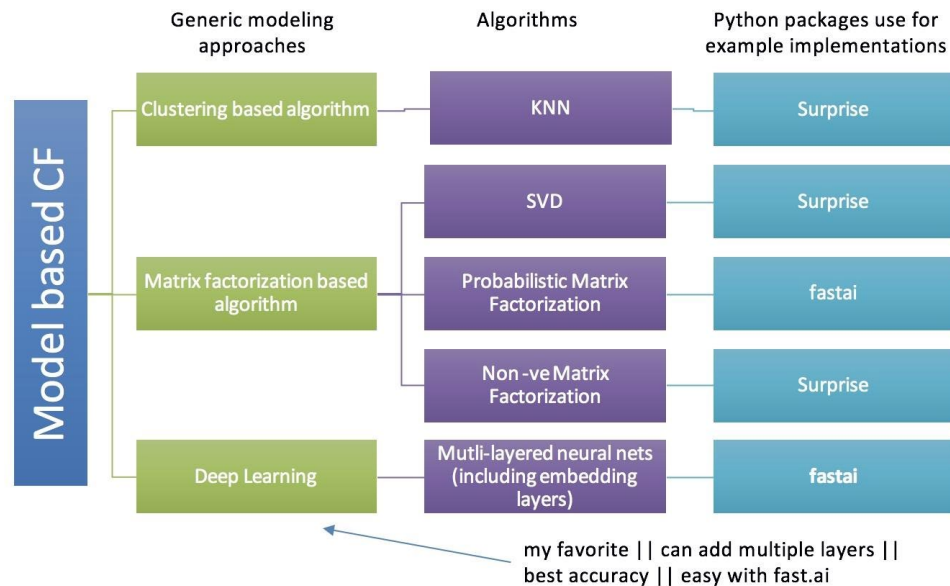 Generic modeling
approaches
Algorithms
Python packages use for
example implementations
Model based CF
Clustering based algorithm
KNN
Surprise
SVD
Surprise
Matrix factorization based
algorithm
Probabilistic Matrix
Factorization
fastai
Non -ve Matrix
Factorization
Surprise
Deep Learning
Mutli-layered neural nets
(including embedding
layers)
fastai
my favorite || can add multiple layers ||
best accuracy || easy with fast.ai